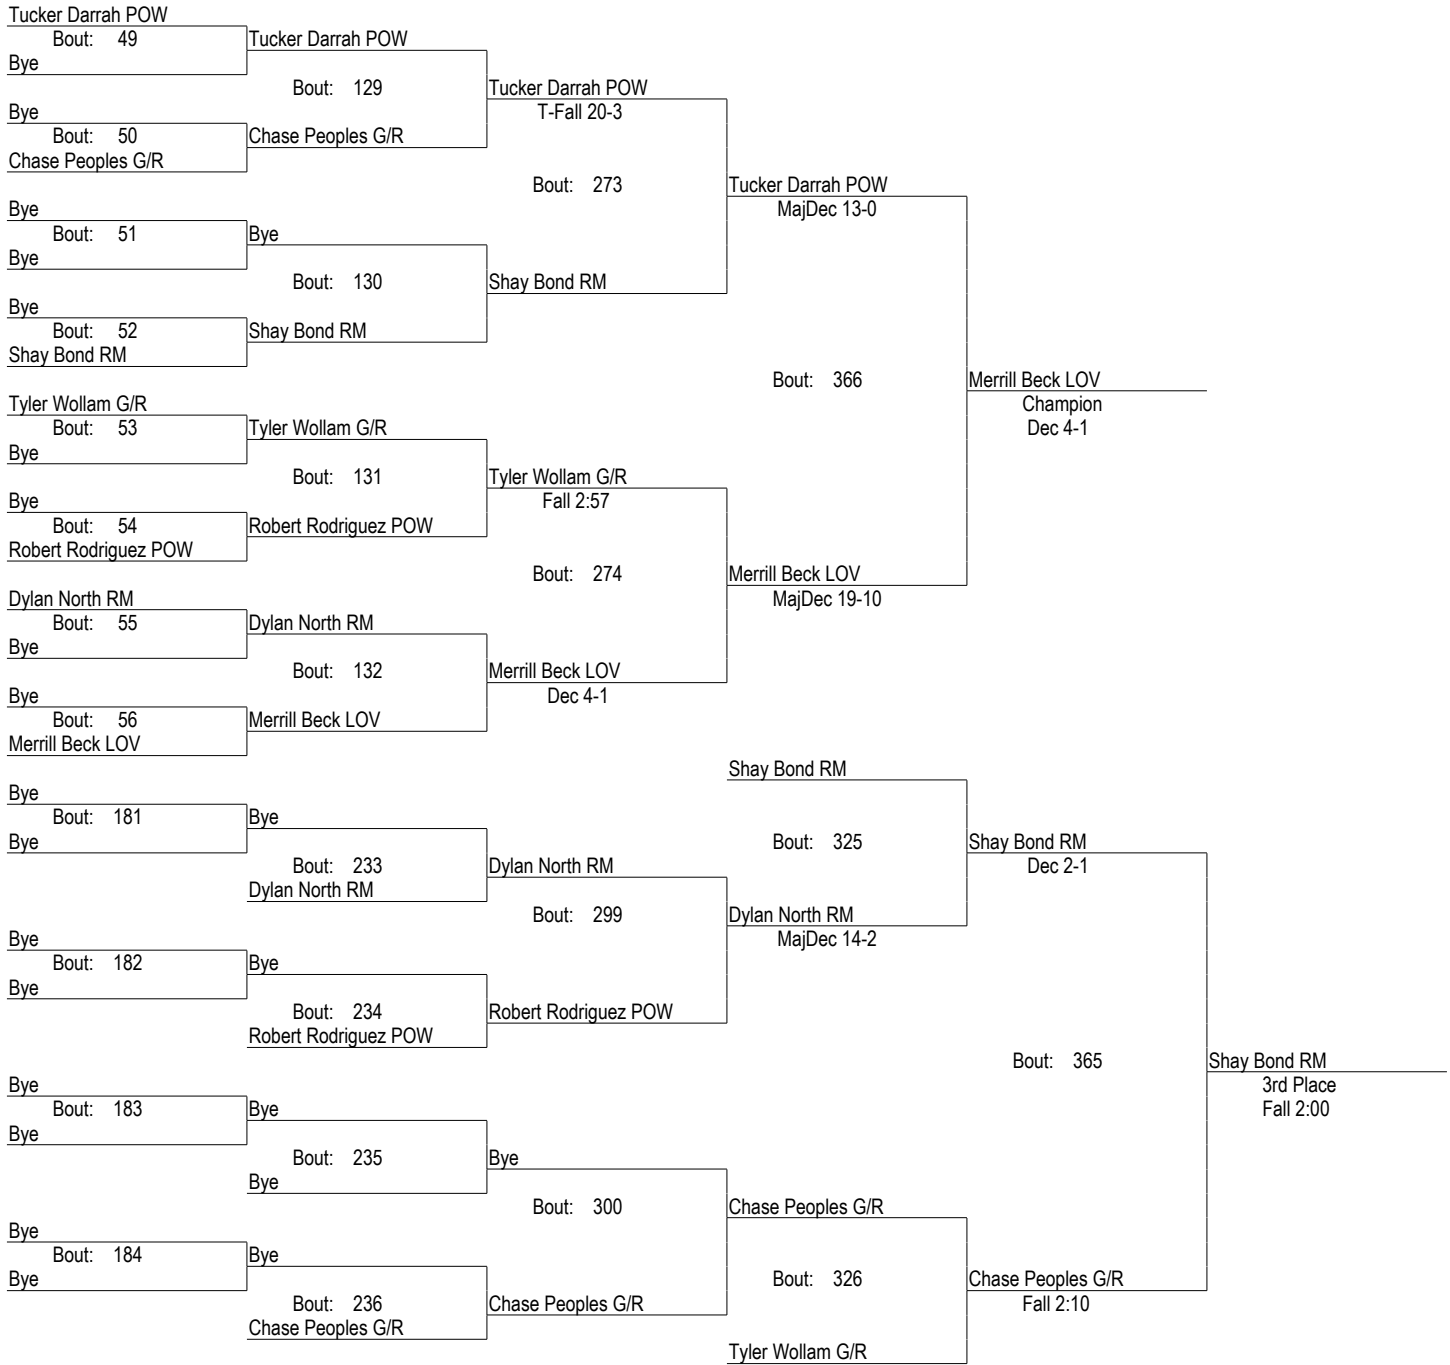 Tucker Darrah POW
Bout: 49
Tucker Darrah POW
Bye
Bout: 129
Tucker Darrah POW
Bye
T-Fall 20-3
Bout: 50
Chase Peoples G/R
Chase Peoples G/R
Bout: 273
Tucker Darrah POW
Bye
MajDec 13-0
Bout: 51
Bye
Bye
Bout: 130
Shay Bond RM
Bye
Bout: 52
Shay Bond RM
Shay Bond RM
Bout: 366
Merrill Beck LOV
Tyler Wollam G/R
Champion
Bout: 53
Tyler Wollam G/R
Dec 4-1
Bye
Bout: 131
Tyler Wollam G/R
Bye
Fall 2:57
Bout: 54
Robert Rodriguez POW
Robert Rodriguez POW
Bout: 274
Merrill Beck LOV
Dylan North RM
MajDec 19-10
Bout: 55
Dylan North RM
Bye
Bout: 132
Merrill Beck LOV
Bye
Dec 4-1
Bout: 56
Merrill Beck LOV
Merrill Beck LOV
Shay Bond RM
Bye
Bout: 181
Bye
Bye
Bout: 325
Shay Bond RM
Bout: 233
Dylan North RM
Dec 2-1
Dylan North RM
Bout: 299
Dylan North RM
Bye
MajDec 14-2
Bout: 182
Bye
Bye
Bout: 234
Robert Rodriguez POW
Robert Rodriguez POW
Bout: 365
Shay Bond RM
Bye
3rd Place
Bout: 183
Bye
Fall 2:00
Bye
Bout: 235
Bye
Bye
Bout: 300
Chase Peoples G/R
Bye
Bout: 184
Bye
Bye
Bout: 326
Chase Peoples G/R
Bout: 236
Chase Peoples G/R
Fall 2:10
Chase Peoples G/R
Tyler Wollam G/R